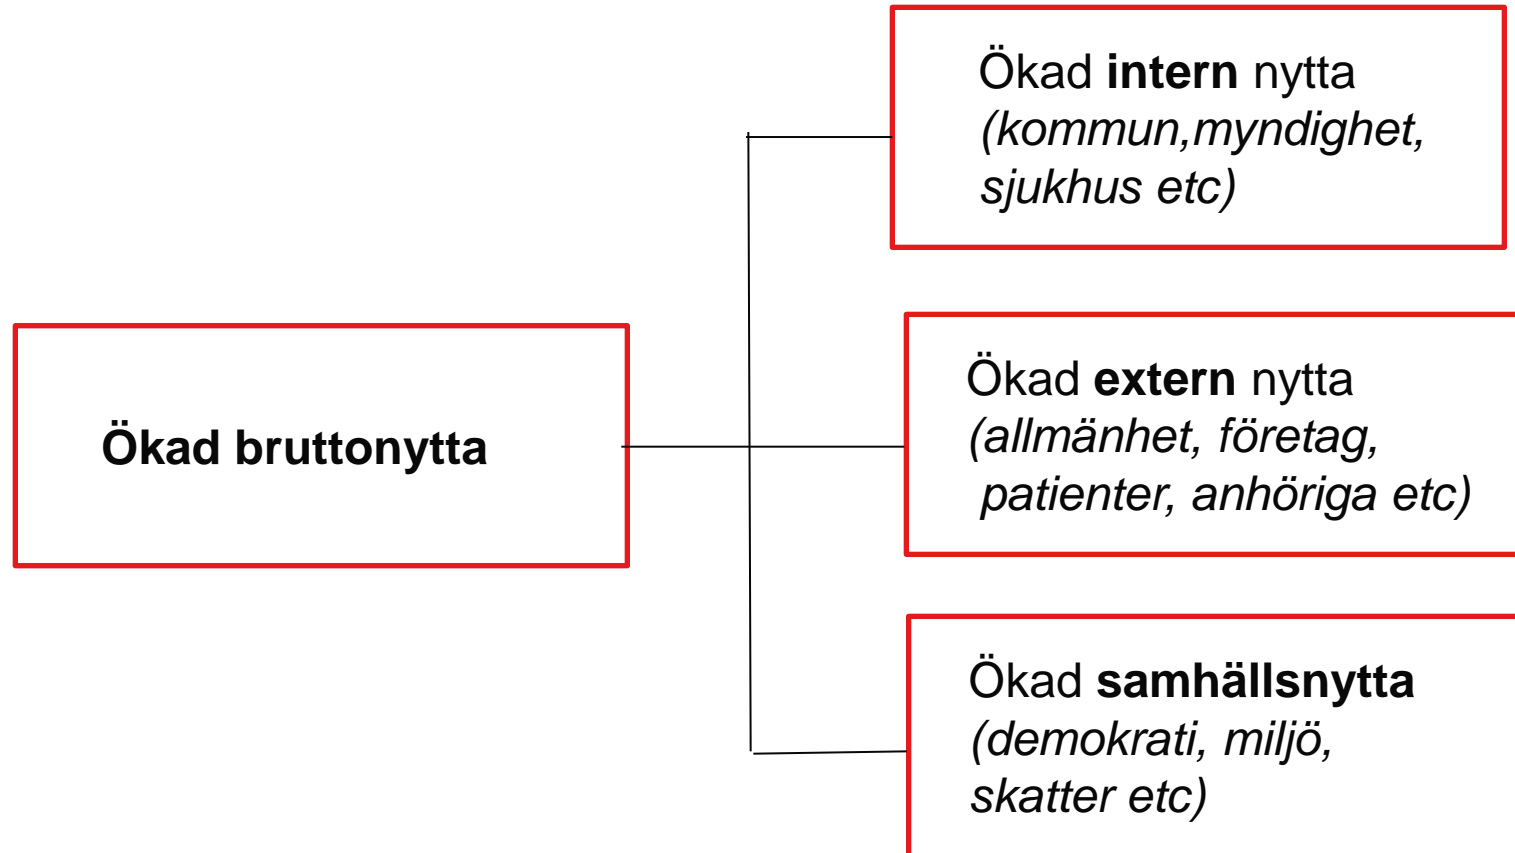 Ökad intern nytta
(kommun,myndighet,
sjukhus etc)
Ökad bruttonytta
Ökad extern nytta
(allmänhet, företag,
patienter, anhöriga etc)
Ökad samhällsnytta
(demokrati, miljö,
skatter etc)